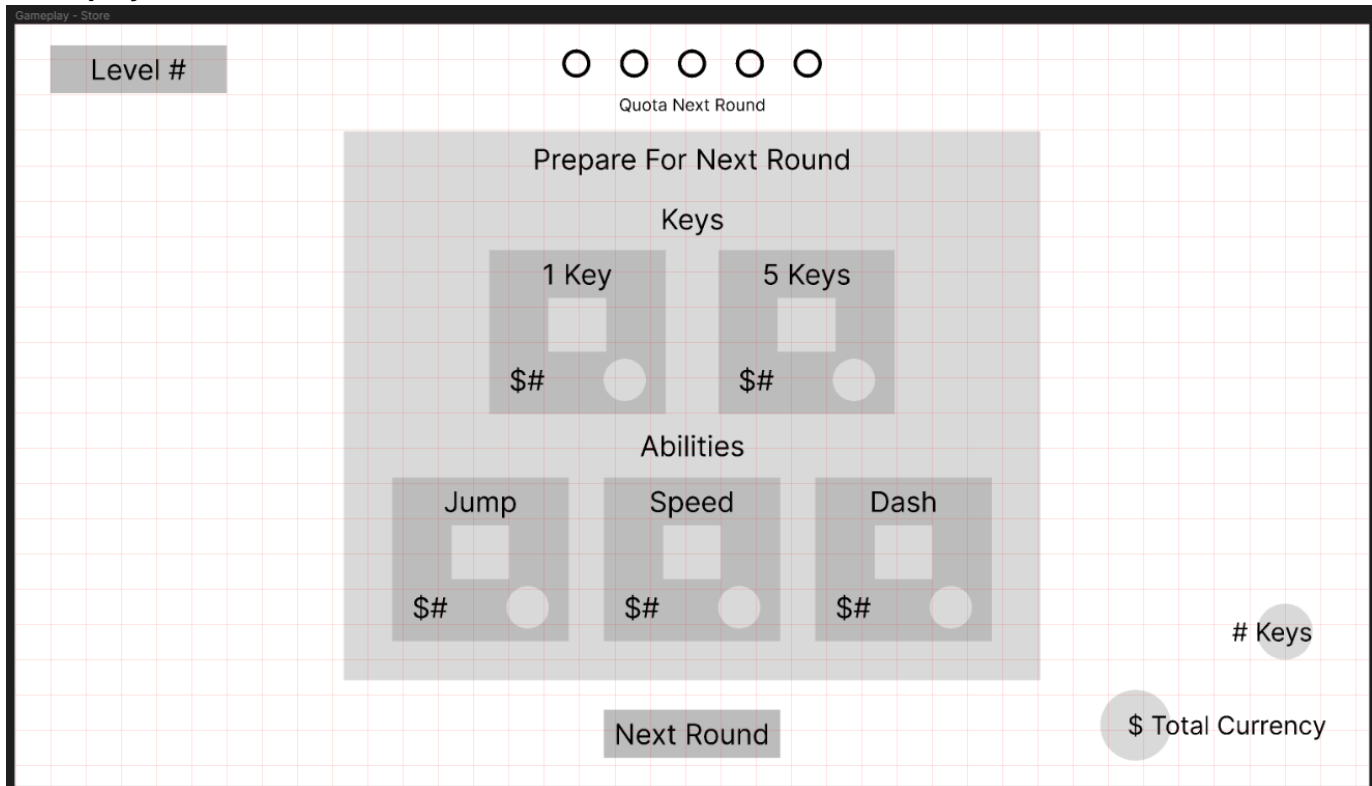 Gameplay - Store
Level #
Quota Next Round
Prepare For Next Round
Keys
1 Key
5 Keys
$#
$#
Abilities
Jump
Speed
Dash
$#
$#
$#
# Keys
$ Total Currency
Next Round